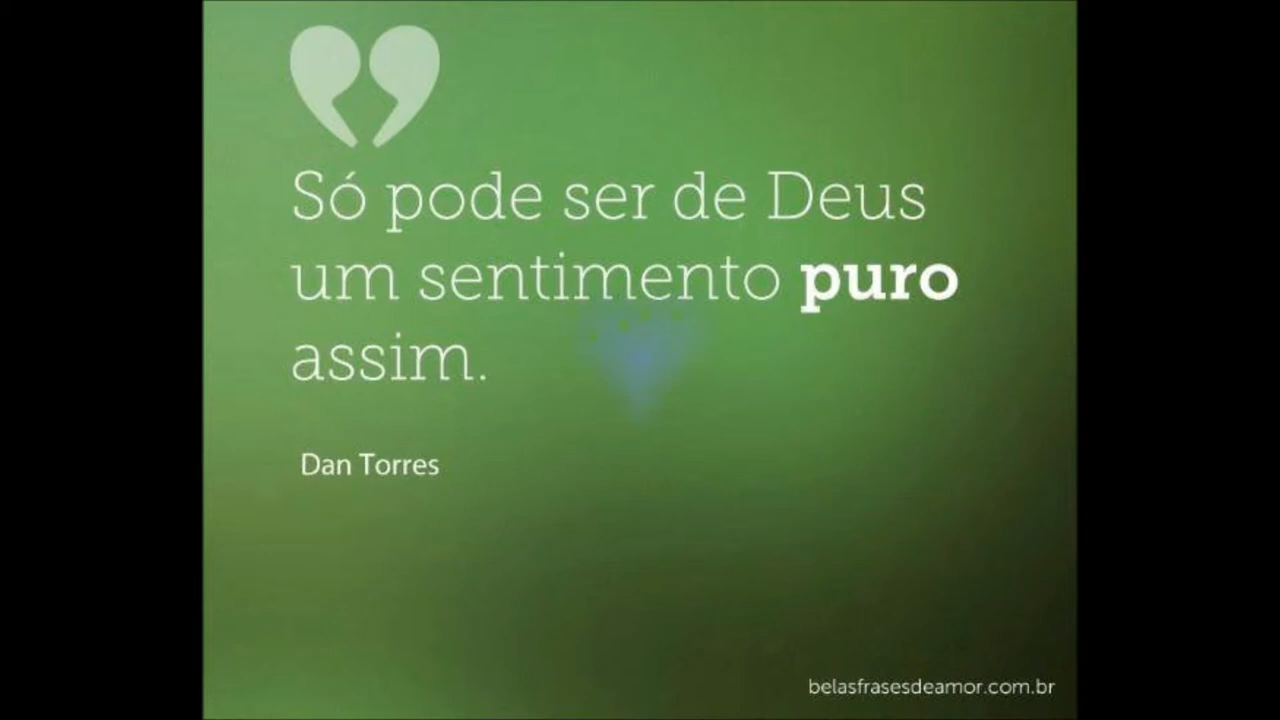 Só pode ser de Deus
um sentimento puro
assim.
Dan Torres
belasfrasesdeamor.com.br